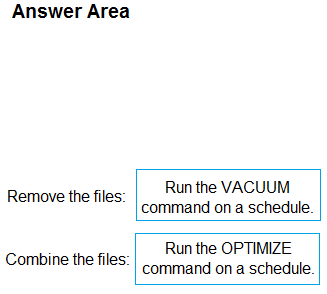 Answer Area
Remove the files:
Run the VACUUM
command on a schedule.
Combine the files:
Run the OPTIMIZE
command on a schedule.